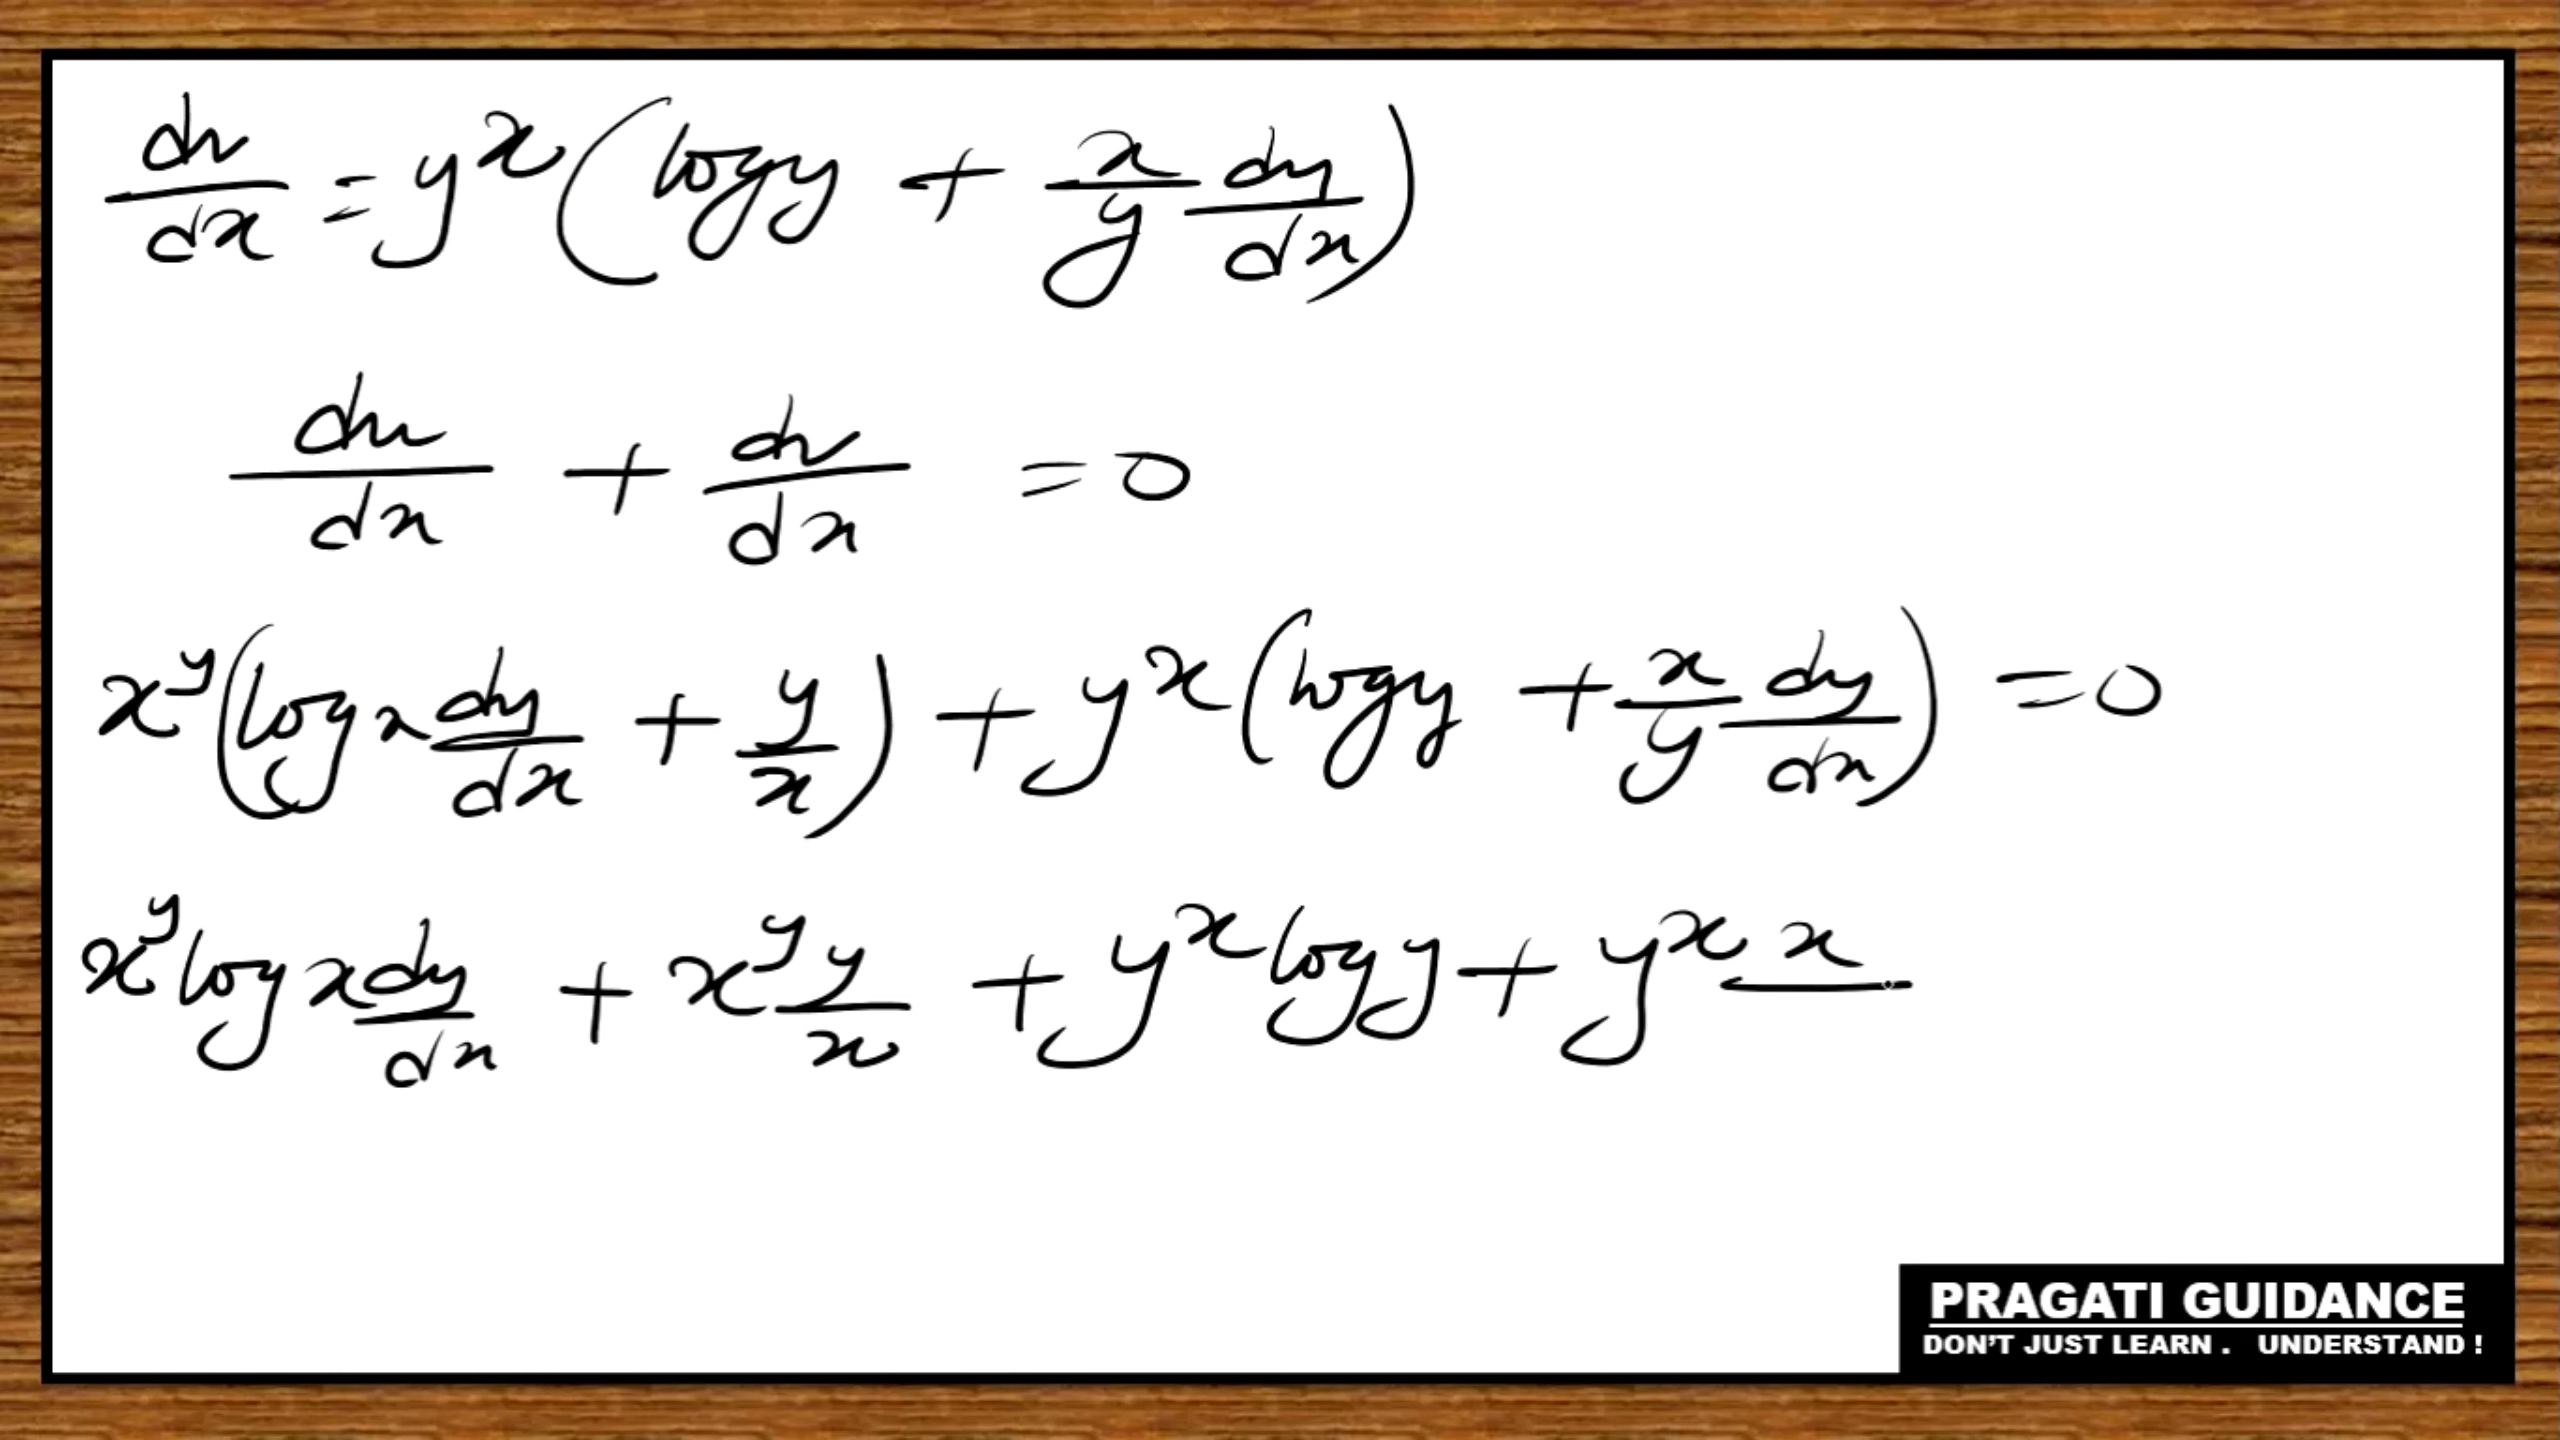 dv/dx = y^x (log y + x/y dy/dx)
du/dx + dv/dx = 0
x^y (log x dy/dx + y/x) + y^x (log y + x/y dy/dx) = 0
x^y log x dy/dx + x^y y/x + y^x log y + y^x x/
PRAGATI GUIDANCE
DON'T JUST LEARN . UNDERSTAND !